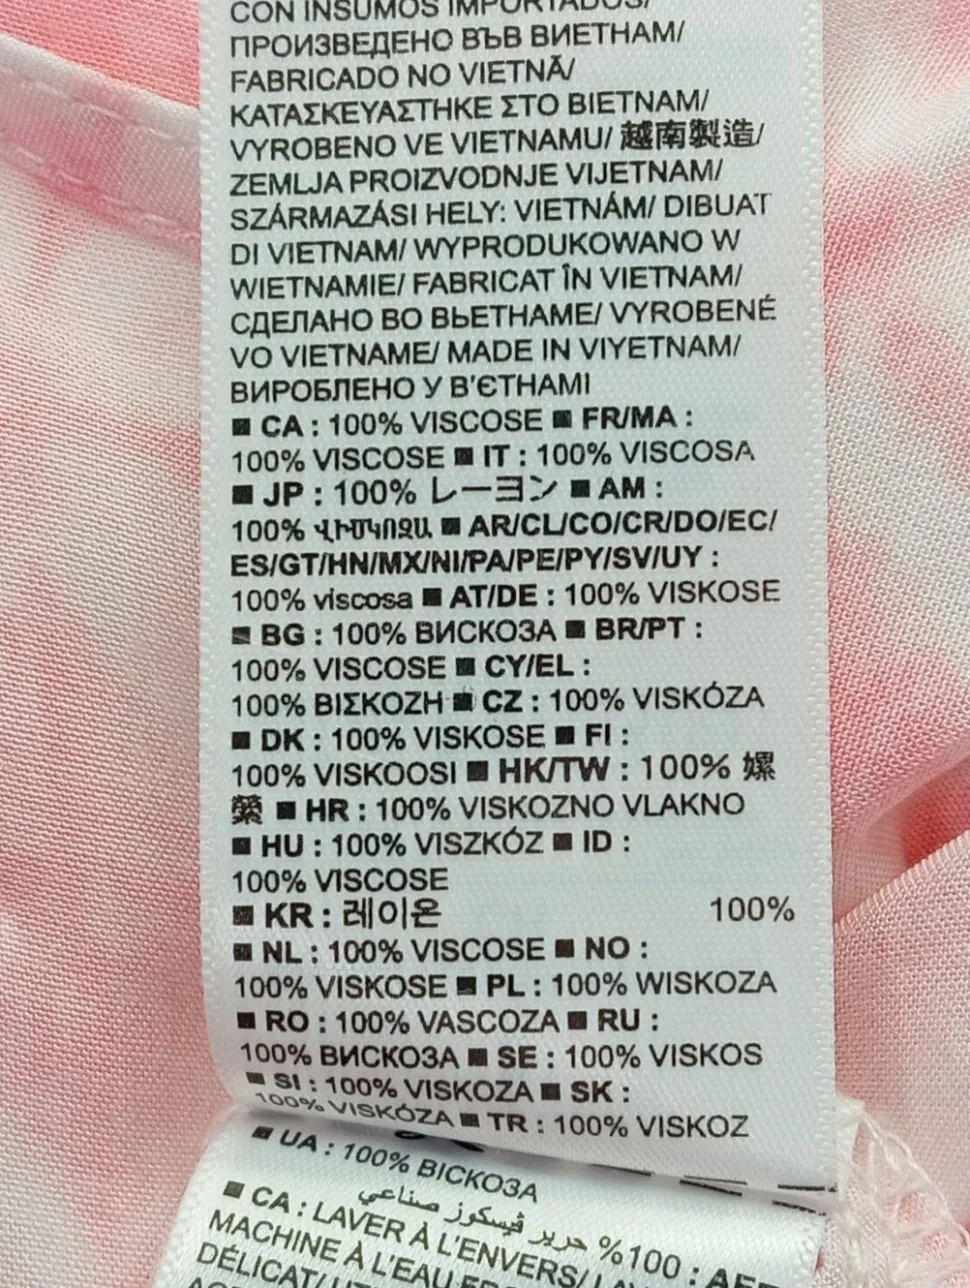 CON INSUMOS IMPORTADOS/
ПРОИЗВЕДЕНО ВЪВ ВИЕТНАМ/
FABRICADO NO VIETNÃ/
ΚΑΤΑΣΚΕΥΑΣΤΗΚΕ ΣΤΟ ΒΙΕΤΝΑΜ/
VYROBENO VE VIETNAMU/ 越南製造/
ZEMLJA PROIZVODNJE VIJETNAM/
SZÁRMAZÁSI HELY: VIETNÁM/ DIBUAT
DI VIETNAM/ WYPRODUKOWANO W
WIETNAMIE/ FABRICAT ÎN VIETNAM/
СДЕЛАНО ВО ВЬЕТНАМЕ/ VYROBENÉ
VO VIETNAME/ MADE IN VIYETNAM/
ВИРОБЛЕНО У В'ЄТНАМІ
■ CA : 100% VISCOSE ■ FR/MA :
100% VISCOSE ■ IT : 100% VISCOSA
■ JP : 100% レーヨン ■ AM :
100% ՎԻՍԿՈԶԱ ■ AR/CL/CO/CR/DO/EC/
ES/GT/HN/MX/NI/PA/PE/PY/SV/UY :
100% viscosa ■ AT/DE : 100% VISKOSE
■ BG : 100% ВИСКОЗА ■ BR/PT :
100% VISCOSE ■ CY/EL :
100% ΒΙΣΚΟΖΗ ■ CZ : 100% VISKÓZA
■ DK : 100% VISKOSE ■ FI :
100% VISKOOSI ■ HK/TW : 100% 嫘
縈 ■ HR : 100% VISKOZNO VLAKNO
■ HU : 100% VISZKÓZ ■ ID :
100% VISCOSE
■ KR : 레이온 100%
■ NL : 100% VISCOSE ■ NO :
100% VISKOSE ■ PL : 100% WISKOZA
■ RO : 100% VASCOZA ■ RU :
100% ВИСКОЗА ■ SE : 100% VISKOS
■ SI : 100% VISKOZA ■ SK :
100% VISKÓZA ■ TR : 100% VISKOZ
■ UA : 100% ВІСКОЗА
100% حرير ڤيسكوز صناعي
■ CA : LAVER À L'ENVERS/
MACHINE À L'EAU
DÉLICAT/